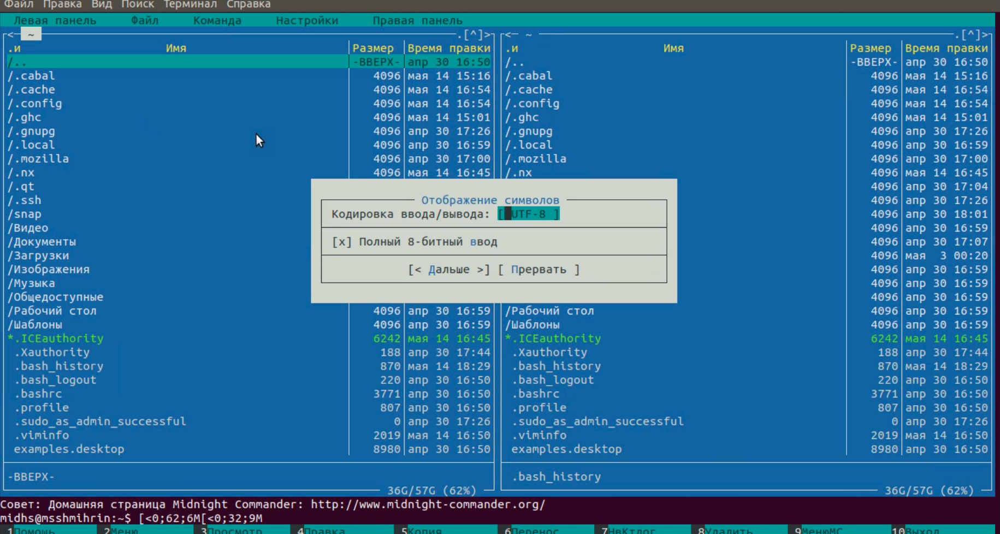 Файл Правка Вид Поиск Терминал Справка
Левая панель Файл Команда Настройки Правая панель
<─ ~ ─.[^]>┐ ┌<─ ~ ─.[^]>┐
.и Имя Размер Время правки .и Имя Размер Время правки
/.. -ВВЕРХ- апр 30 16:50 /.. -ВВЕРХ- апр 30 16:50
/.cabal 4096 мая 14 15:16 /.cabal 4096 мая 14 15:16
/.cache 4096 мая 14 16:54 /.cache 4096 мая 14 16:54
/.config 4096 мая 14 16:54 /.config 4096 мая 14 16:54
/.ghc 4096 мая 14 15:01 /.ghc 4096 мая 14 15:01
/.gnupg 4096 апр 30 17:26 /.gnupg 4096 апр 30 17:26
/.local 4096 апр 30 16:59 /.local 4096 апр 30 16:59
/.mozilla 4096 апр 30 17:00 /.mozilla 4096 апр 30 17:00
/.nx 4096 мая 14 16:45 /.nx 4096 мая 14 16:45
/.qt 4096 апр 30 17:04
/.ssh Отображение символов 4096 апр 30 17:26
/snap Кодировка ввода/вывода: [ UTF-8 ] 4096 апр 30 18:01
/Видео 4096 апр 30 16:59
/Документы [x] Полный 8-битный ввод 4096 апр 30 17:07
/Загрузки 4096 мая 3 00:20
/Изображения [< Дальше >] [ Прервать ] 4096 апр 30 16:59
/Музыка 4096 апр 30 16:59
/Общедоступные 4096 апр 30 16:59
/Рабочий стол 4096 апр 30 16:59 /Рабочий стол 4096 апр 30 16:59
/Шаблоны 4096 апр 30 16:59 /Шаблоны 4096 апр 30 16:59
*.ICEauthority 6242 мая 14 16:45 *.ICEauthority 6242 мая 14 16:45
.Xauthority 188 апр 30 17:44 .Xauthority 188 апр 30 17:44
.bash_history 870 мая 14 18:29 .bash_history 870 мая 14 18:29
.bash_logout 220 апр 30 16:50 .bash_logout 220 апр 30 16:50
.bashrc 3771 апр 30 16:50 .bashrc 3771 апр 30 16:50
.profile 807 апр 30 16:50 .profile 807 апр 30 16:50
.sudo_as_admin_successful 0 апр 30 17:26 .sudo_as_admin_successful 0 апр 30 17:26
.viminfo 2019 мая 14 16:50 .viminfo 2019 мая 14 16:50
examples.desktop 8980 апр 30 16:50 examples.desktop 8980 апр 30 16:50
-ВВЕРХ- .bash_history
36G/57G (62%) 36G/57G (62%)
Совет: Домашняя страница Midnight Commander: http://www.midnight-commander.org/
midhs@msshmihrin:~$ [<0;62;6M[<0;32;9M
1Помощь 2Меню 3Просмотр 4Правка 5Копия 6Перенос 7НвКтлог 8Удалить 9МенюMC 10Выход